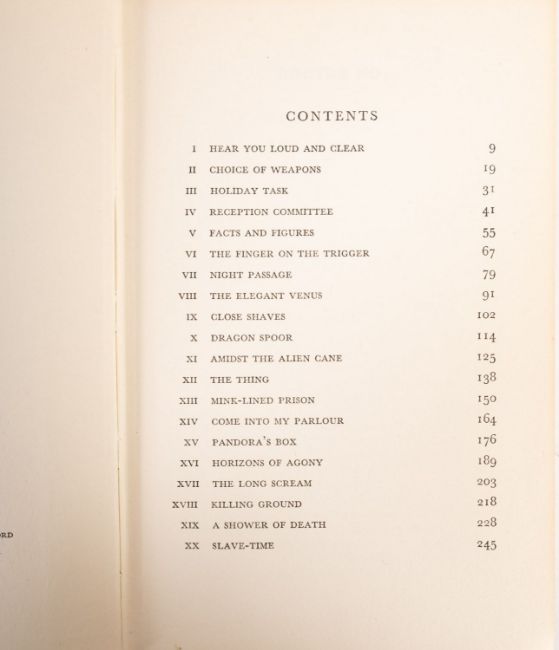 CONTENTS
I HEAR YOU LOUD AND CLEAR 9
II CHOICE OF WEAPONS 19
III HOLIDAY TASK 31
IV RECEPTION COMMITTEE 41
V FACTS AND FIGURES 55
VI THE FINGER ON THE TRIGGER 67
VII NIGHT PASSAGE 79
VIII THE ELEGANT VENUS 91
IX CLOSE SHAVES 102
X DRAGON SPOOR 114
XI AMIDST THE ALIEN CANE 125
XII THE THING 138
XIII MINK-LINED PRISON 150
XIV COME INTO MY PARLOUR 164
XV PANDORA'S BOX 176
XVI HORIZONS OF AGONY 189
XVII THE LONG SCREAM 203
XVIII KILLING GROUND 218
XIX A SHOWER OF DEATH 228
XX SLAVE-TIME 245